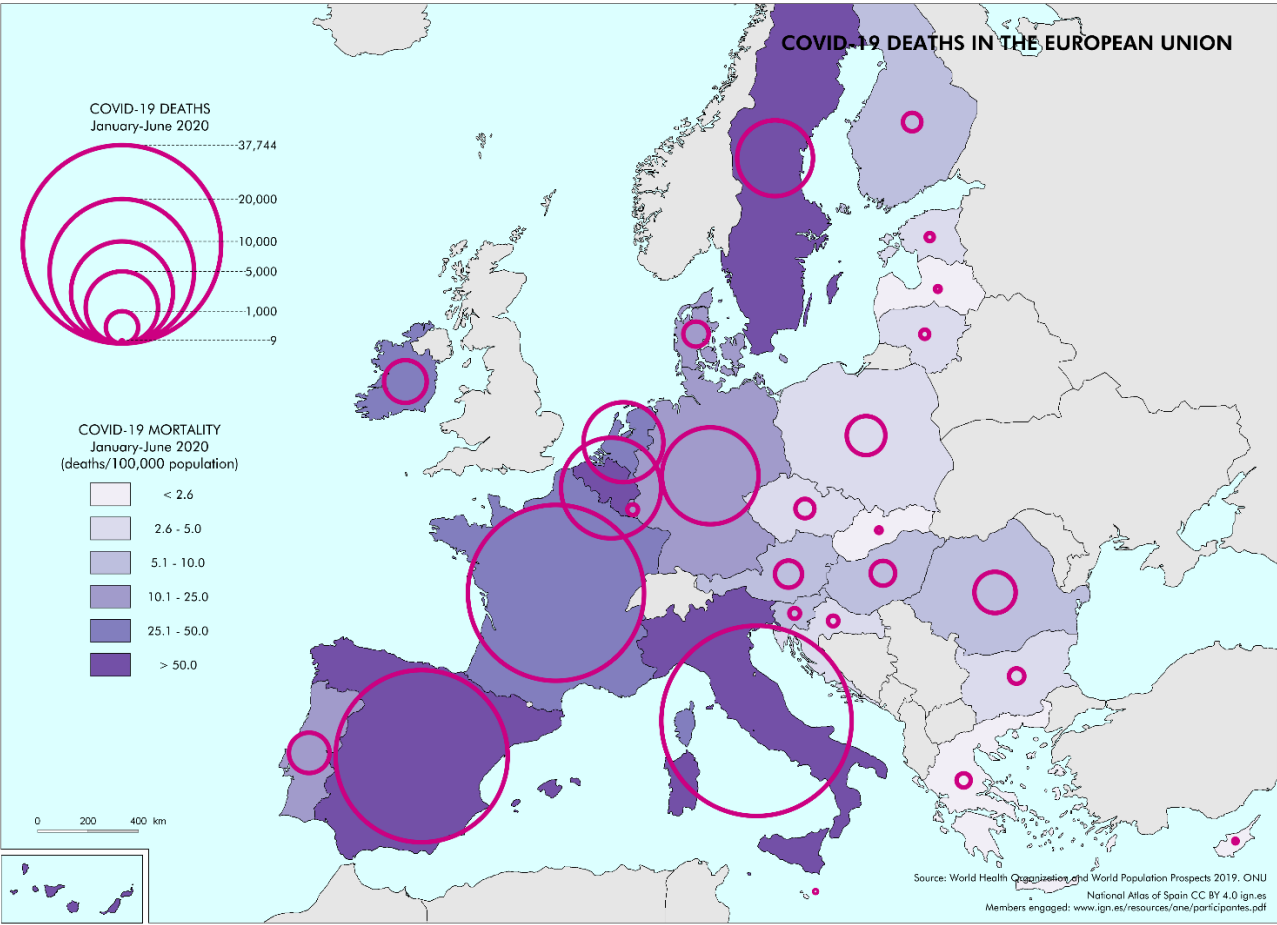 COVID-19 DEATHS IN THE EUROPEAN UNION
COVID-19 DEATHS
January-June 2020
37,744
20,000
10,000
5,000
1,000
9
COVID-19 MORTALITY
January-June 2020
(deaths/100,000 population)
< 2.6
2.6 - 5.0
5.1 - 10.0
10.1 - 25.0
25.1 - 50.0
> 50.0
0 200 400 km
Source: World Health Organization and World Population Prospects 2019. ONU
National Atlas of Spain CC BY 4.0 ign.es
Members engaged: www.ign.es/resources/ane/participantes.pdf